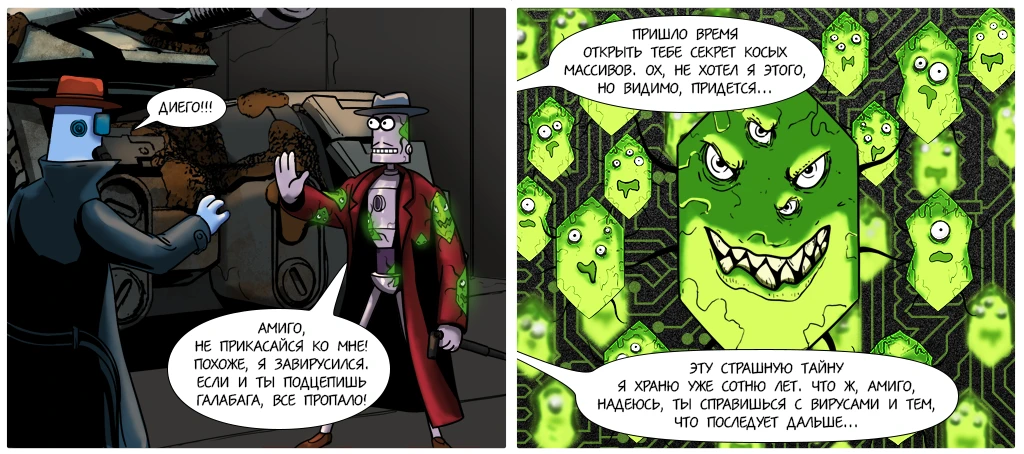 ДИЕГО!!!
АМИГО,
НЕ ПРИКАСАЙСЯ КО МНЕ!
ПОХОЖЕ, Я ЗАВИРУСИЛСЯ.
ЕСЛИ И ТЫ ПОДЦЕПИШЬ
ГАЛАБАГА, ВСЕ ПРОПАЛО!
ПРИШЛО ВРЕМЯ
ОТКРЫТЬ ТЕБЕ СЕКРЕТ КОСЫХ
МАССИВОВ. ОХ, НЕ ХОТЕЛ Я ЭТОГО,
НО ВИДИМО, ПРИДЕТСЯ...
ЭТУ СТРАШНУЮ ТАЙНУ
Я ХРАНЮ УЖЕ СОТНЮ ЛЕТ. ЧТО Ж, АМИГО,
НАДЕЮСЬ, ТЫ СПРАВИШЬСЯ С ВИРУСАМИ И ТЕМ,
ЧТО ПОСЛЕДУЕТ ДАЛЬШЕ...